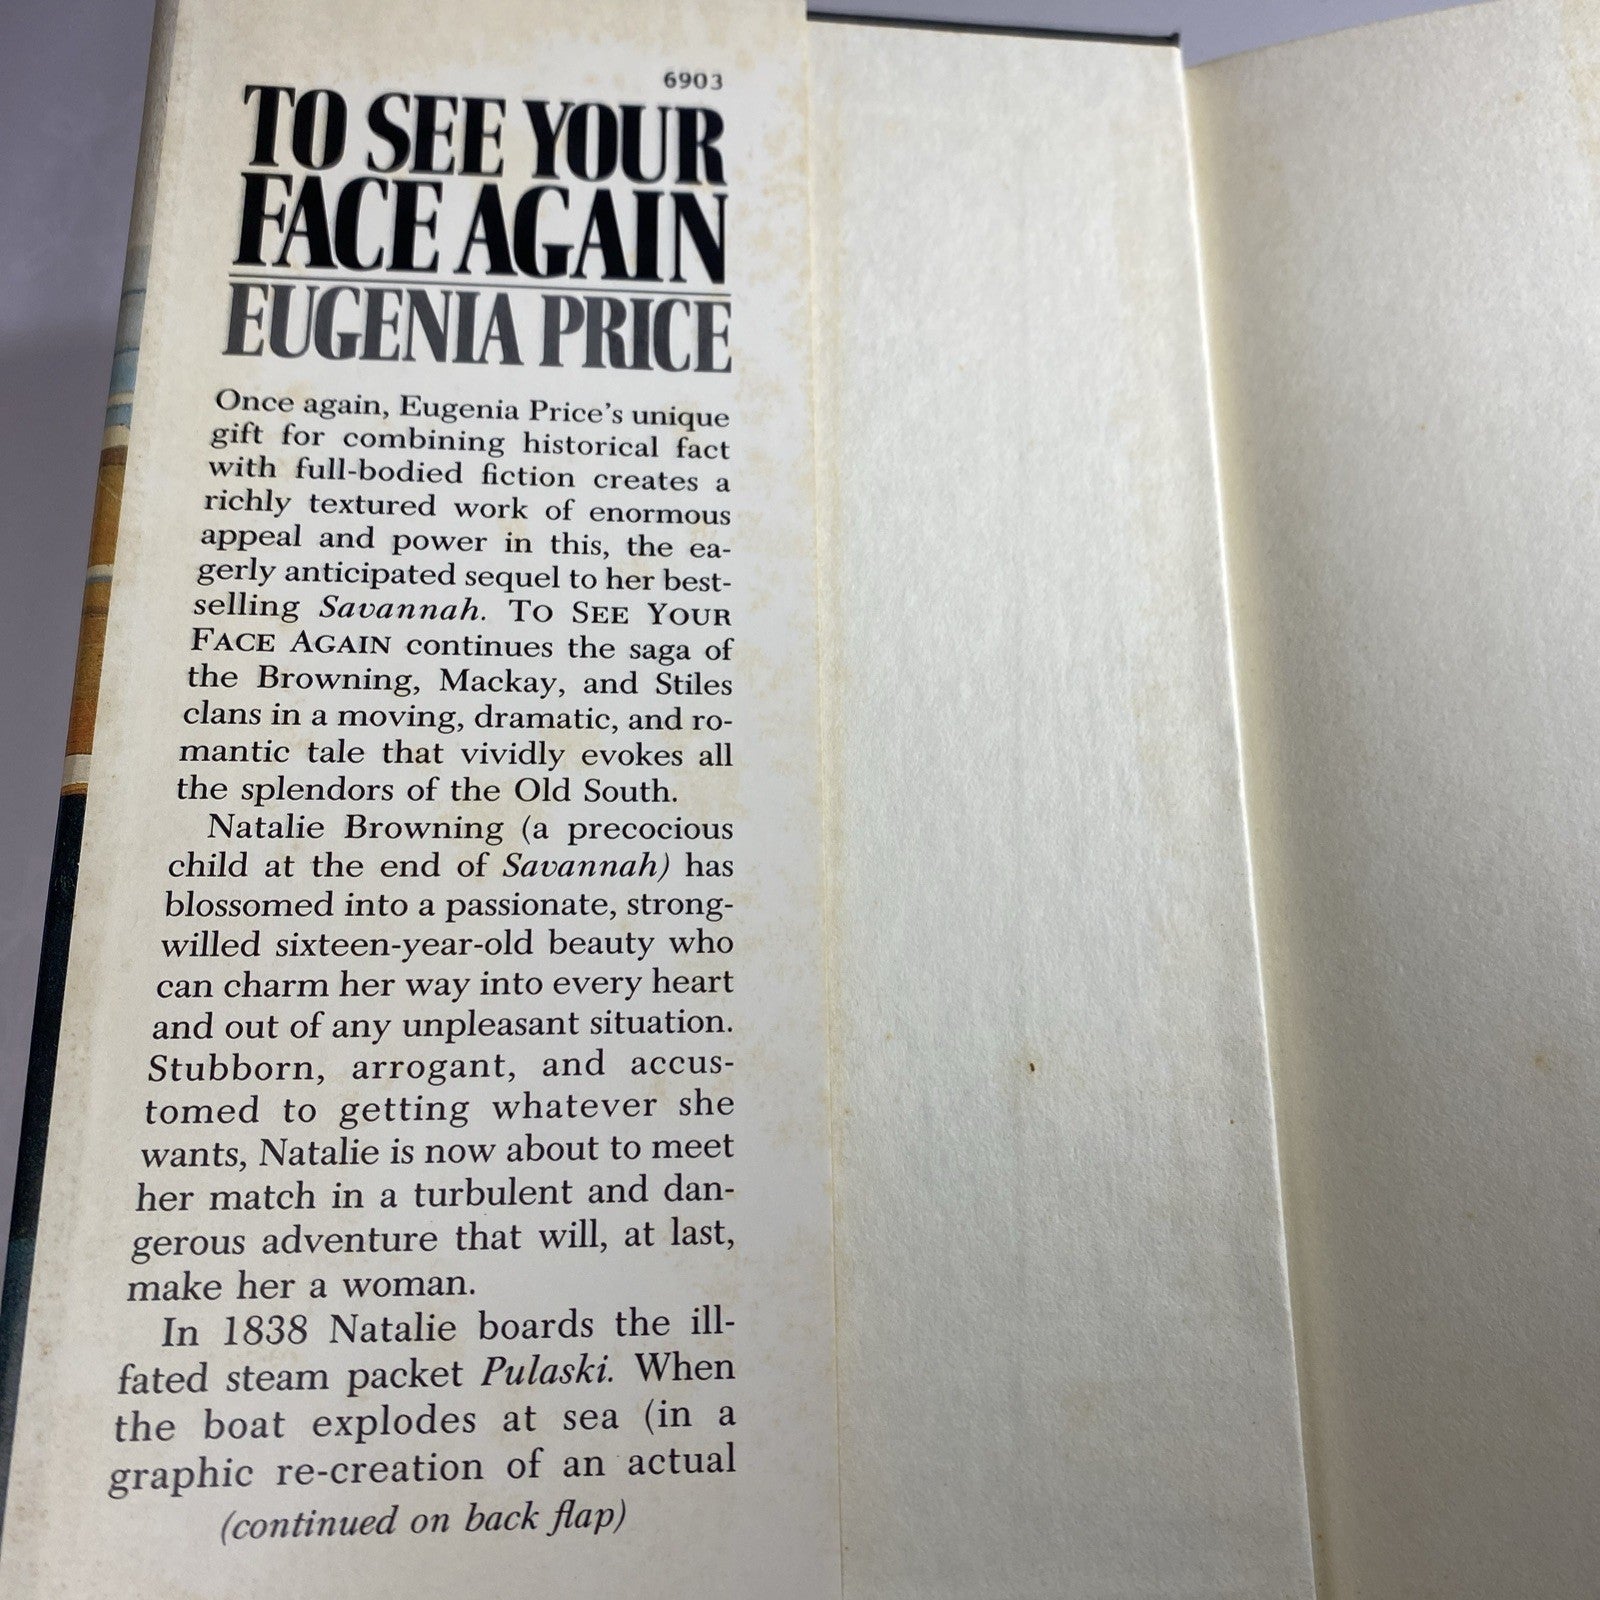 6903
TO SEE YOUR
FACE AGAIN
EUGENIA PRICE
Once again, Eugenia Price's unique
gift for combining historical fact
with full-bodied fiction creates a
richly textured work of enormous
appeal and power in this, the ea-
gerly anticipated sequel to her best-
selling Savannah. TO SEE YOUR
FACE AGAIN continues the saga of
the Browning, Mackay, and Stiles
clans in a moving, dramatic, and ro-
mantic tale that vividly evokes all
the splendors of the Old South.
Natalie Browning (a precocious
child at the end of Savannah) has
blossomed into a passionate, strong-
willed sixteen-year-old beauty who
can charm her way into every heart
and out of any unpleasant situation.
Stubborn, arrogant, and accus-
tomed to getting whatever she
wants, Natalie is now about to meet
her match in a turbulent and dan-
gerous adventure that will, at last,
make her a woman.
In 1838 Natalie boards the ill-
fated steam packet Pulaski. When
the boat explodes at sea (in a
graphic re-creation of an actual
(continued on back flap)